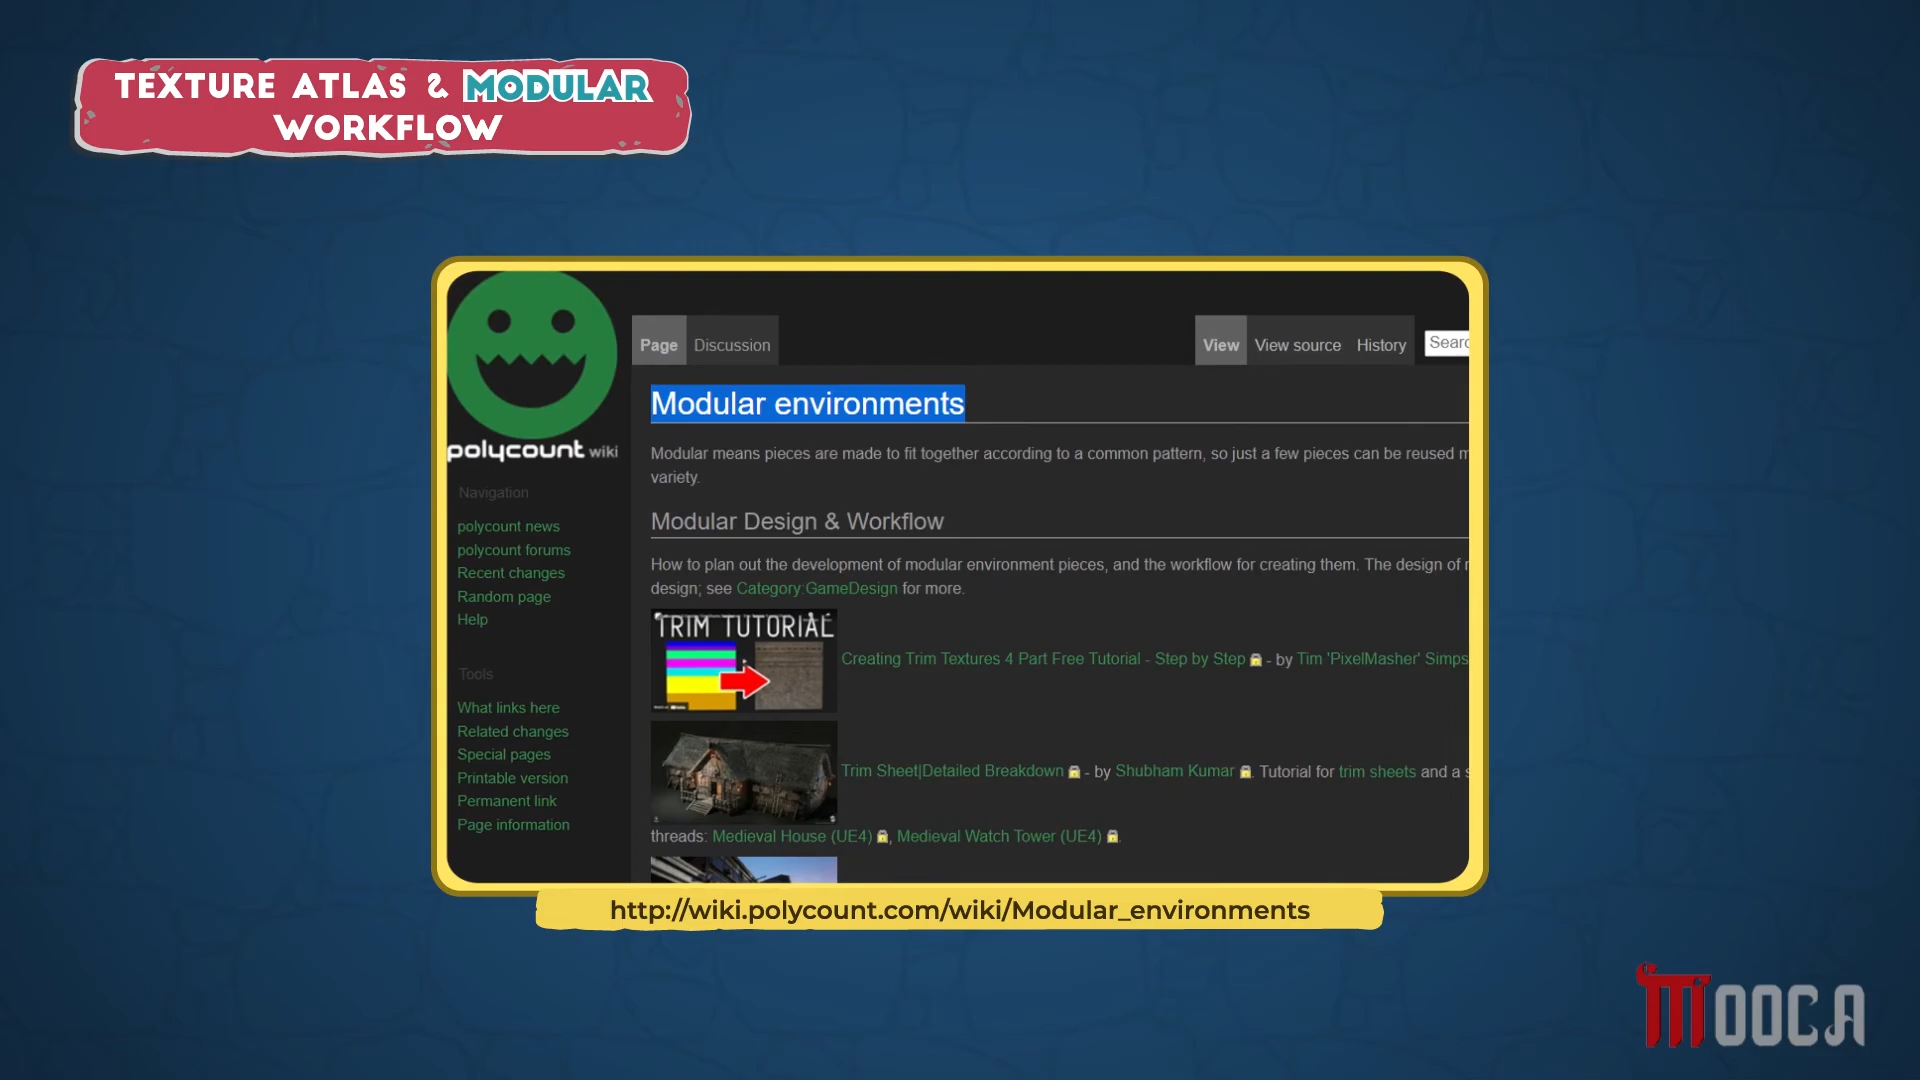 TEXTURE ATLAS & MODULAR
WORKFLOW
polycount wiki
Navigation
polycount news
polycount forums
Recent changes
Random page
Help
Tools
What links here
Related changes
Special pages
Printable version
Permanent link
Page information
Page Discussion
View View source History
Searc
Modular environments
Modular means pieces are made to fit together according to a common pattern, so just a few pieces can be reused m
variety.
Modular Design & Workflow
How to plan out the development of modular environment pieces, and the workflow for creating them. The design of
design; see Category:GameDesign for more.
TRIM TUTORIAL
Creating Trim Textures 4 Part Free Tutorial - Step by Step - by Tim 'PixelMasher' Simps
Trim Sheet|Detailed Breakdown - by Shubham Kumar. Tutorial for trim sheets and a s
threads: Medieval House (UE4), Medieval Watch Tower (UE4).
http://wiki.polycount.com/wiki/Modular_environments
MOOCA